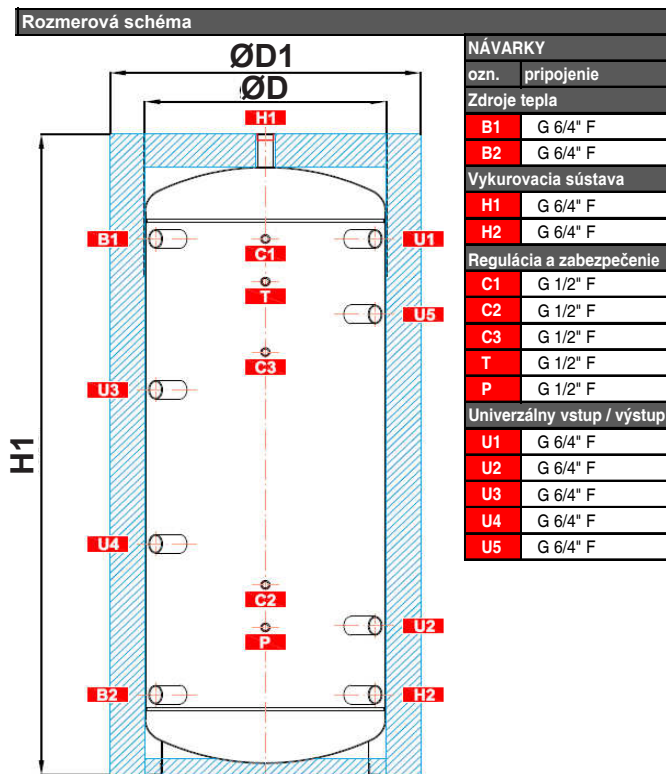 Rozmerová schéma
ØD1
ØD
H1
B1
C1
U1
T
U5
C3
U3
H1
U4
C2
U2
P
B2
H2
NÁVARKY
ozn. pripojenie
Zdroje tepla
B1 G 6/4" F
B2 G 6/4" F
Vykurovacia sústava
H1 G 6/4" F
H2 G 6/4" F
Regulácia a zabezpečenie
C1 G 1/2" F
C2 G 1/2" F
C3 G 1/2" F
T G 1/2" F
P G 1/2" F
Univerzálny vstup / výstup
U1 G 6/4" F
U2 G 6/4" F
U3 G 6/4" F
U4 G 6/4" F
U5 G 6/4" F